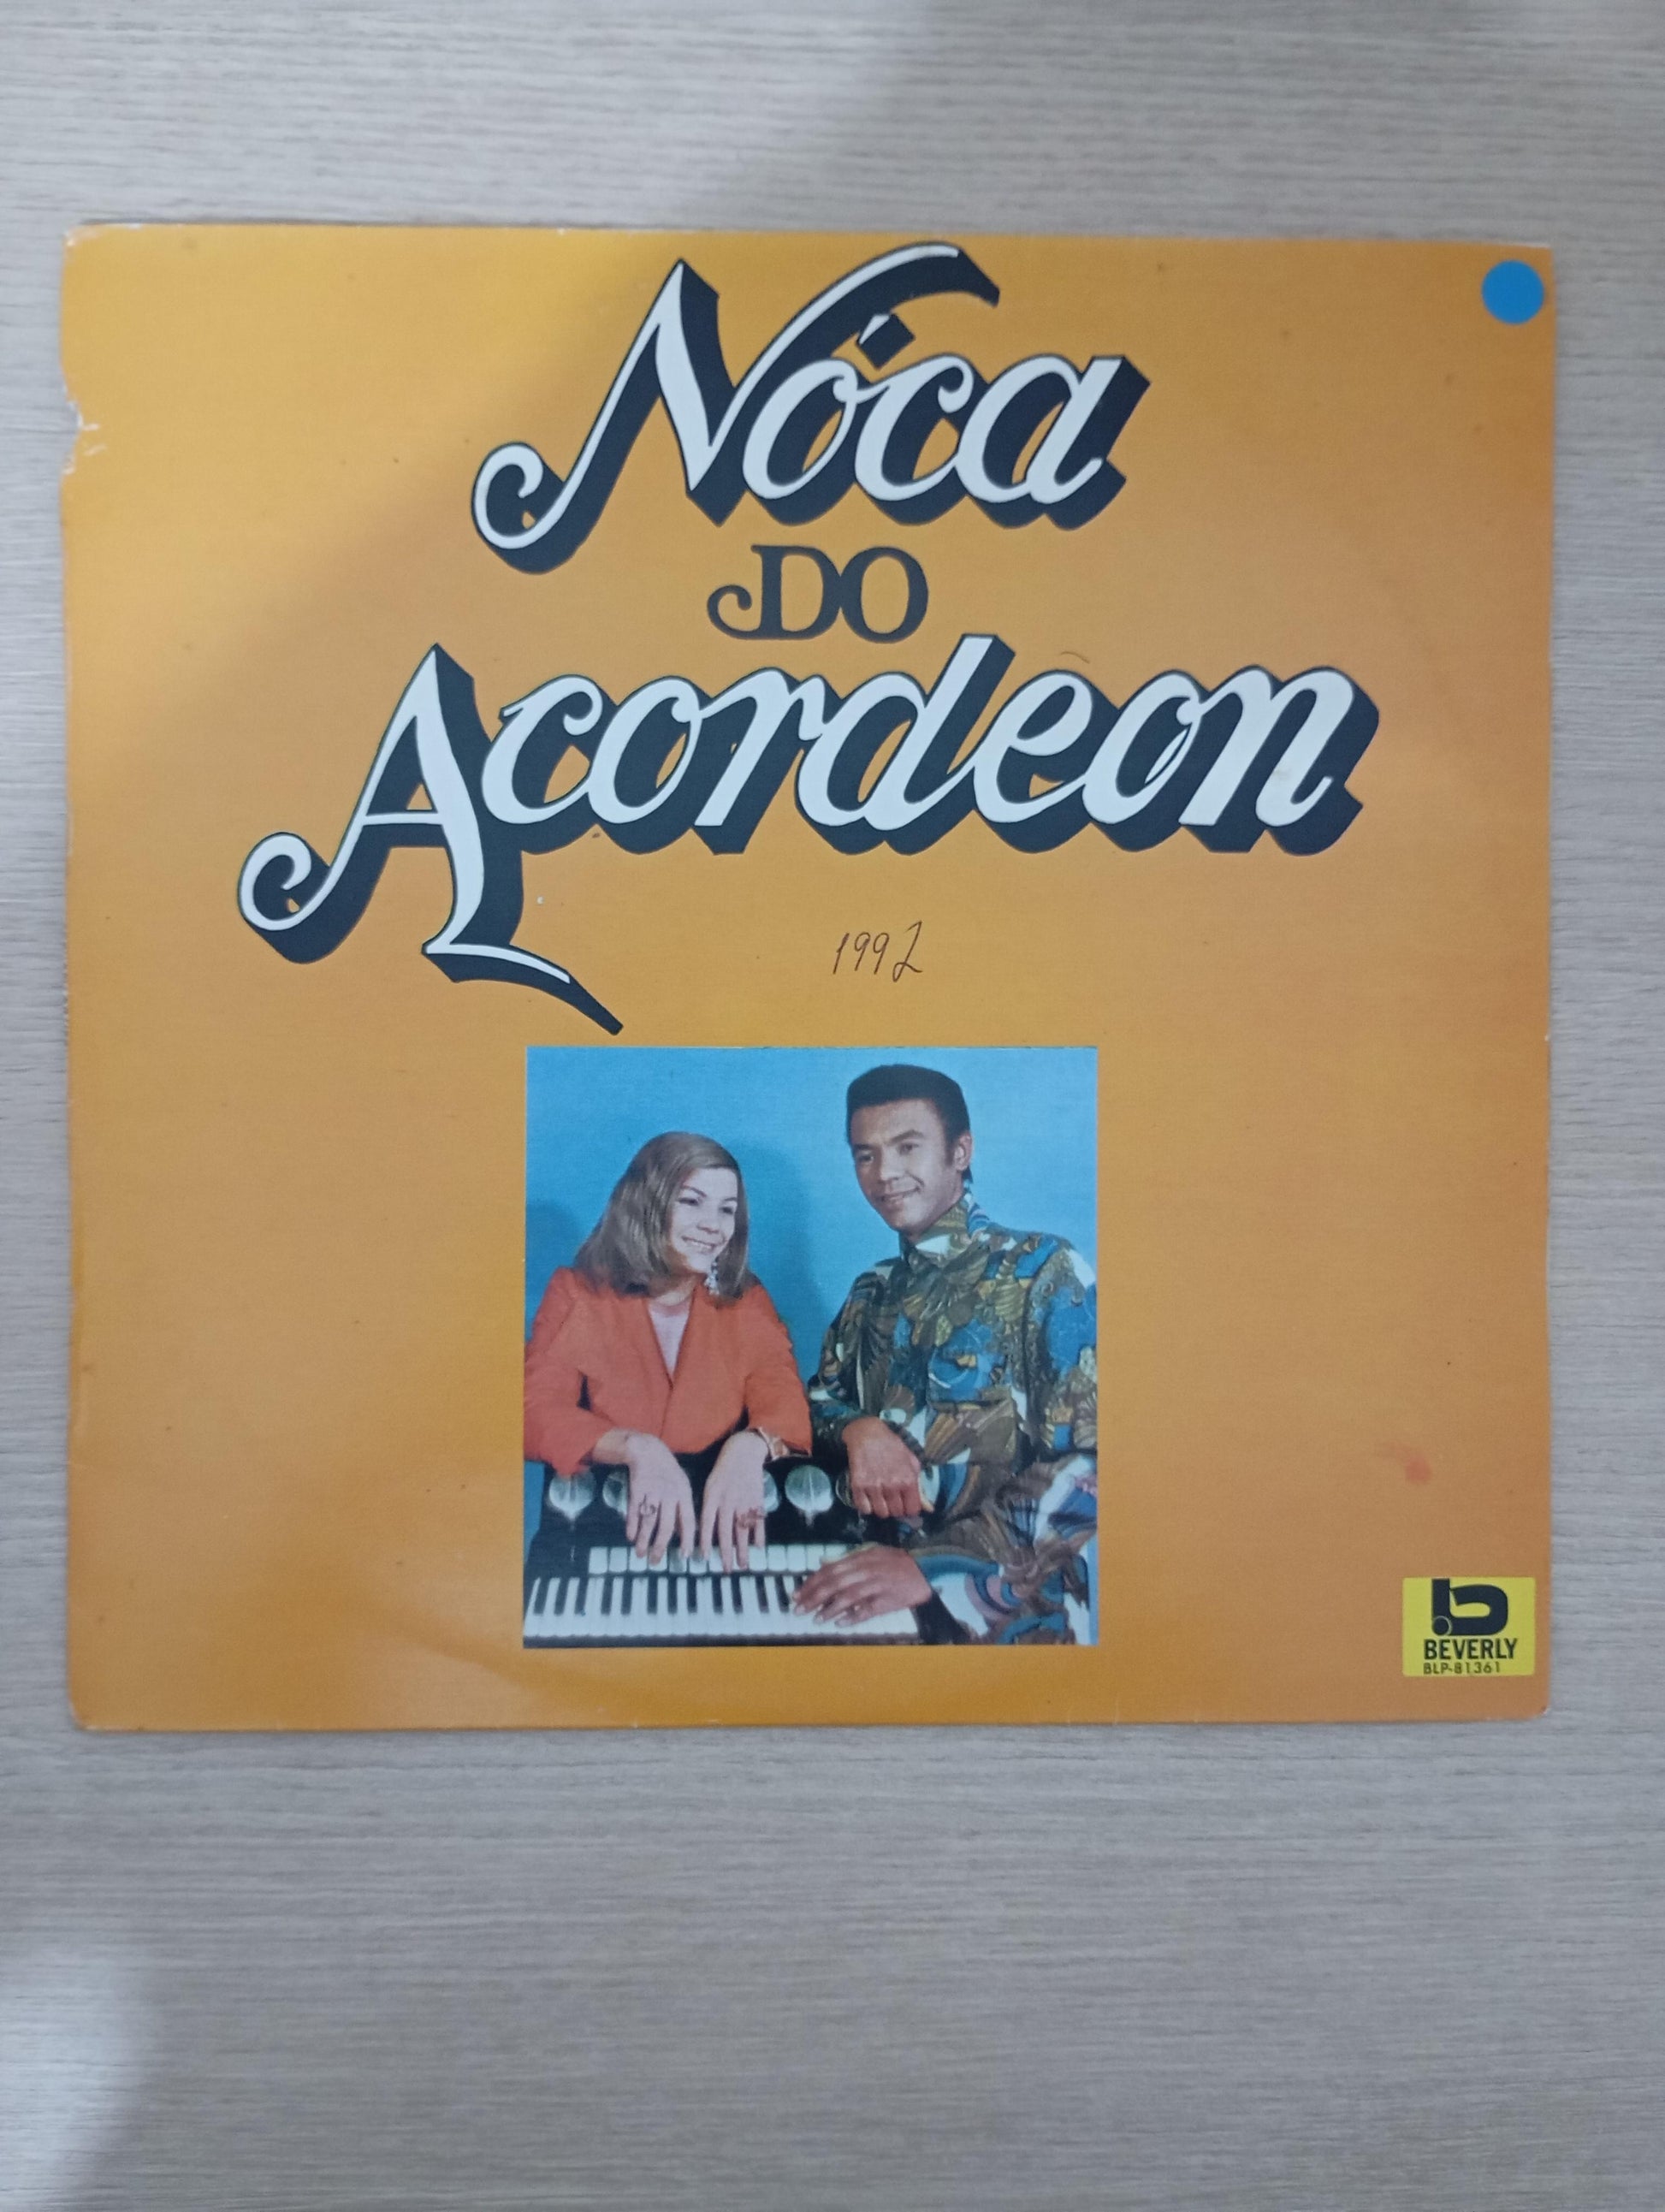 Nóca
DO
Acordeon
1992
b
BEVERLY
BLP-81361